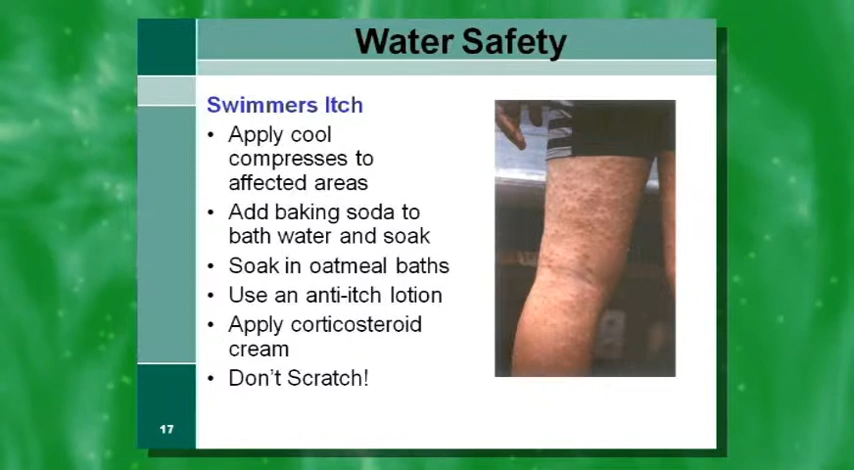 Water Safety
Swimmers Itch
• Apply cool
compresses to
affected areas
• Add baking soda to
bath water and soak
• Soak in oatmeal baths
• Use an anti-itch lotion
• Apply corticosteroid
cream
• Don't Scratch!
17